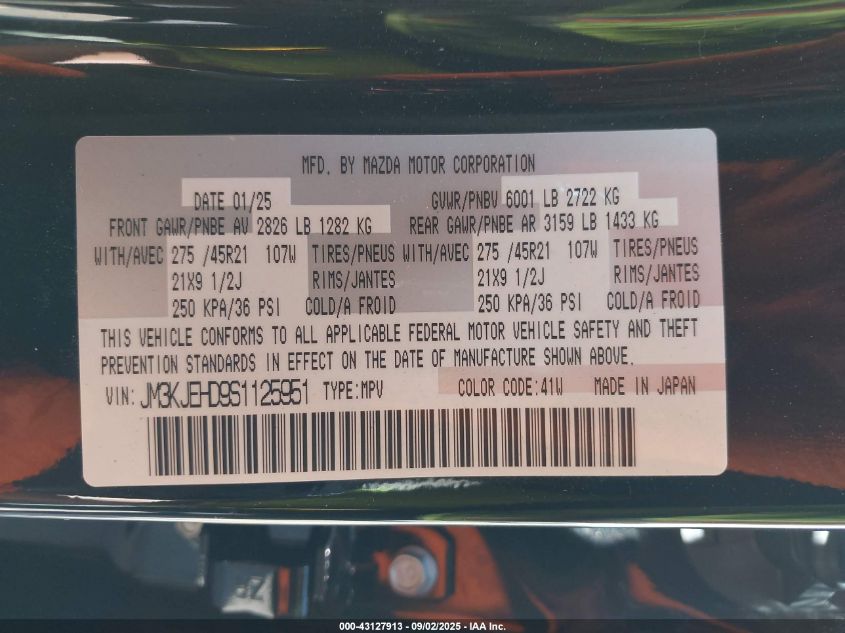 MFD. BY MAZDA MOTOR CORPORATION
DATE 01/25 GVWR/PNBV 6001 LB 2722 KG
FRONT GAWR/PNBE AV 2826 LB 1282 KG REAR GAWR/PNBE AR 3159 LB 1433 KG
WITH/AVEC 275 /45R21 107W TIRES/PNEUS WITH/AVEC 275 /45R21 107W TIRES/PNEUS
21X9 1/2J RIMS/JANTES 21X9 1/2J RIMS/JANTES
250 KPA/36 PSI COLD/A FROID 250 KPA/36 PSI COLD/A FROID
THIS VEHICLE CONFORMS TO ALL APPLICABLE FEDERAL MOTOR VEHICLE SAFETY AND THEFT
PREVENTION STANDARDS IN EFFECT ON THE DATE OF MANUFACTURE SHOWN ABOVE.
VIN: JM3KJEHD9S1125951 TYPE:MPV COLOR CODE:41W MADE IN JAPAN
000-43127913 - 09/02/2025 - IAA Inc.